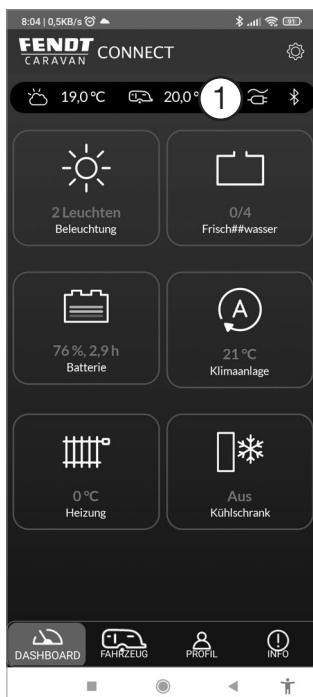 8:04 | 0,5KB/s
91
FENDT CONNECT
CARAVAN
19,0 °C 20,0° 1
2 Leuchten
Beleuchtung
0/4
Frisch##wasser
76 %, 2,9 h
Batterie
A
21 °C
Klimaanlage
0 °C
Heizung
Aus
Kühlschrank
DASHBOARD
FAHRZEUG
PROFIL
INFO